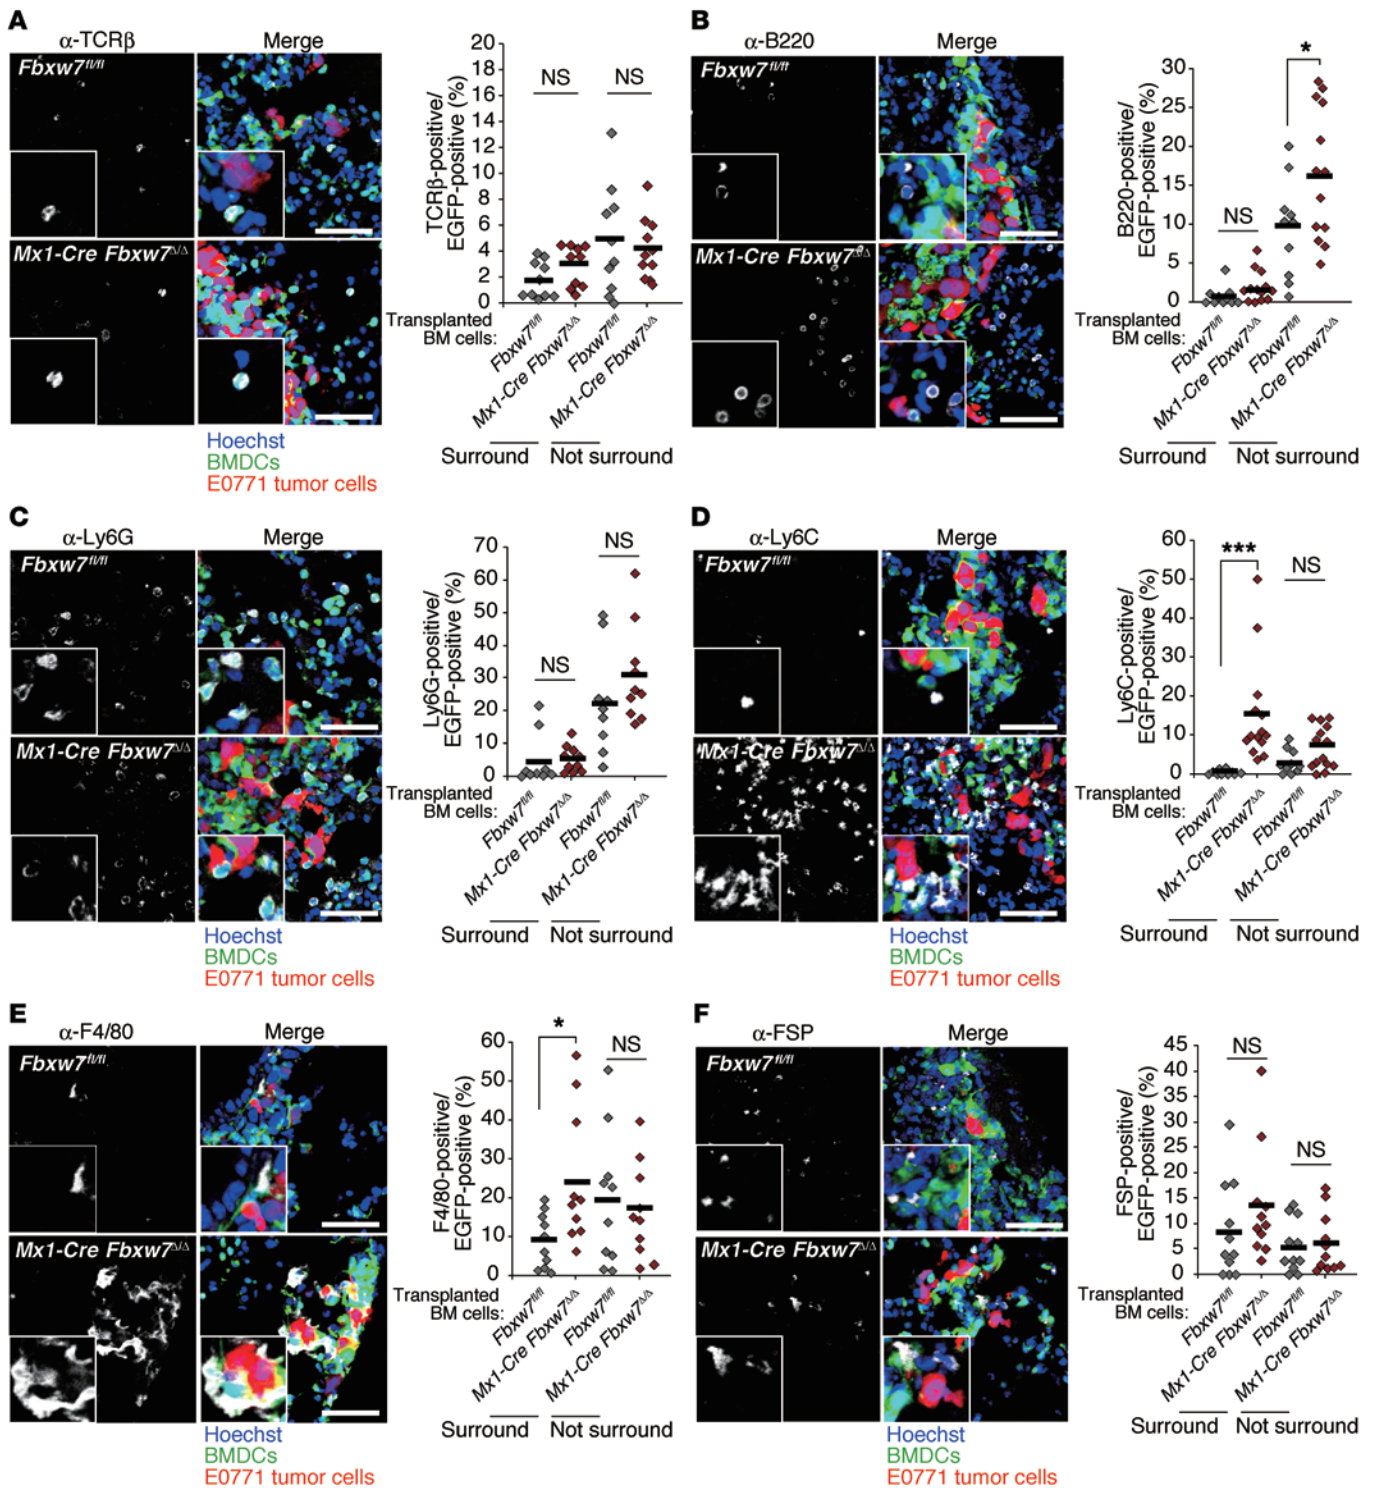 A
α-TCRβ
Merge
Fbxw7fl/fl
Mx1-Cre Fbxw7Δ/Δ
Hoechst
BMDCs
E0771 tumor cells
TCRβ-positive/
EGFP-positive (%)
20
18
16
14
12
10
8
6
4
2
0
NS
NS
Transplanted
BM cells:
Fbxw7fl/fl
Mx1-Cre Fbxw7Δ/Δ
Fbxw7fl/fl
Mx1-Cre Fbxw7Δ/Δ
Surround
Not surround
B
α-B220
Merge
Fbxw7fl/fl
Mx1-Cre Fbxw7Δ/Δ
B220-positive/
EGFP-positive (%)
30
25
20
15
10
5
0
NS
*
Transplanted
BM cells:
Fbxw7fl/fl
Mx1-Cre Fbxw7Δ/Δ
Fbxw7fl/fl
Mx1-Cre Fbxw7Δ/Δ
Surround
Not surround
C
α-Ly6G
Merge
Fbxw7fl/fl
Mx1-Cre Fbxw7Δ/Δ
Hoechst
BMDCs
E0771 tumor cells
Ly6G-positive/
EGFP-positive (%)
70
60
50
40
30
20
10
0
NS
NS
Transplanted
BM cells:
Fbxw7fl/fl
Mx1-Cre Fbxw7Δ/Δ
Fbxw7fl/fl
Mx1-Cre Fbxw7Δ/Δ
Surround
Not surround
D
α-Ly6C
Merge
Fbxw7fl/fl
Mx1-Cre Fbxw7Δ/Δ
Hoechst
BMDCs
E0771 tumor cells
Ly6C-positive/
EGFP-positive (%)
60
50
40
30
20
10
0
***
NS
Transplanted
BM cells:
Fbxw7fl/fl
Mx1-Cre Fbxw7Δ/Δ
Fbxw7fl/fl
Mx1-Cre Fbxw7Δ/Δ
Surround
Not surround
E
α-F4/80
Merge
Fbxw7fl/fl
Mx1-Cre Fbxw7Δ/Δ
Hoechst
BMDCs
E0771 tumor cells
F4/80-positive/
EGFP-positive (%)
60
50
40
30
20
10
0
*
NS
Transplanted
BM cells:
Fbxw7fl/fl
Mx1-Cre Fbxw7Δ/Δ
Fbxw7fl/fl
Mx1-Cre Fbxw7Δ/Δ
Surround
Not surround
F
α-FSP
Merge
Fbxw7fl/fl
Mx1-Cre Fbxw7Δ/Δ
Hoechst
BMDCs
E0771 tumor cells
FSP-positive/
EGFP-positive (%)
45
40
35
30
25
20
15
10
5
0
NS
NS
Transplanted
BM cells:
Fbxw7fl/fl
Mx1-Cre Fbxw7Δ/Δ
Fbxw7fl/fl
Mx1-Cre Fbxw7Δ/Δ
Surround
Not surround